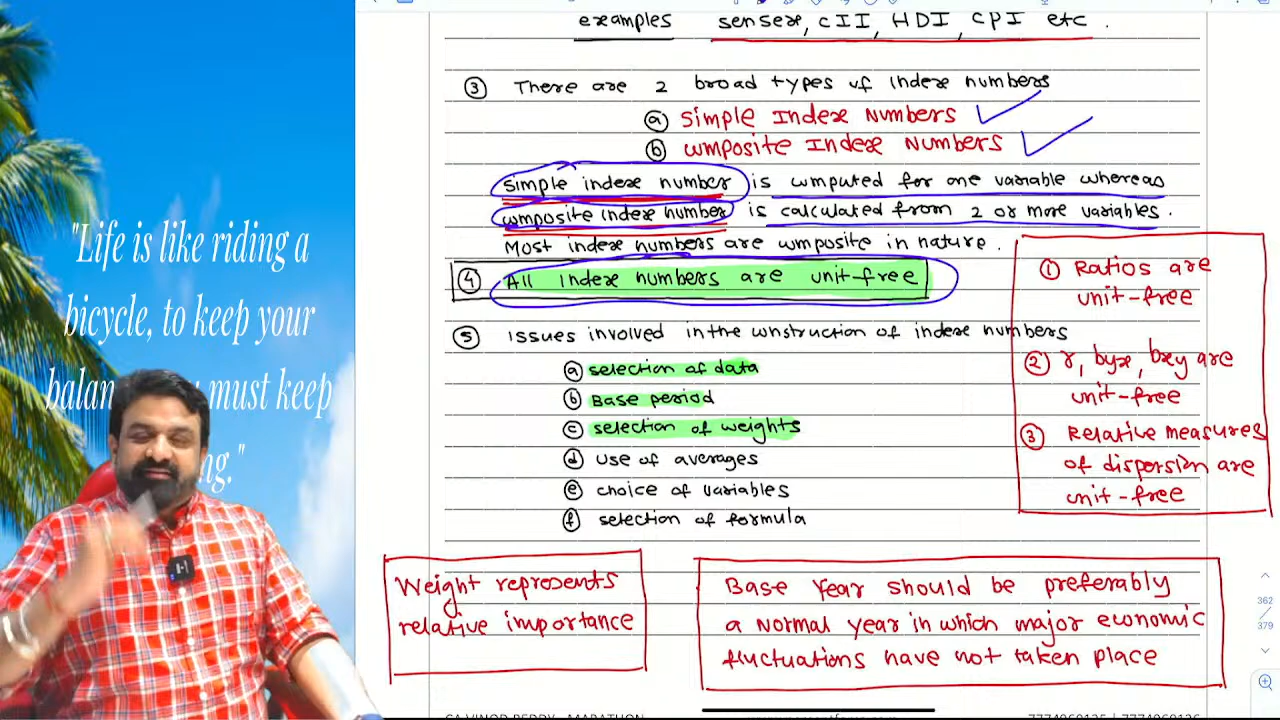 examples sensex, CII, HDI, CPI etc.
③ There are 2 broad types of Index numbers
ⓐ Simple Index Numbers
ⓑ Composite Index Numbers
Simple index number is computed for one variable whereas
composite index number is calculated from 2 or more variables.
Most index numbers are composite in nature.
④ All Index numbers are unit-free
⑤ Issues involved in the construction of index numbers
ⓐ selection of data
ⓑ Base period
ⓒ selection of weights
ⓓ use of averages
ⓔ choice of variables
ⓕ selection of formula
① Ratios are
unit-free
② r, byx, bxy are
unit-free
③ Relative measures
of dispersion are
unit-free
Weight represents
relative importance
Base Year should be preferably
a normal year in which major economic
fluctuations have not taken place
"Life is like riding a
bicycle, to keep your
must keep
362
379